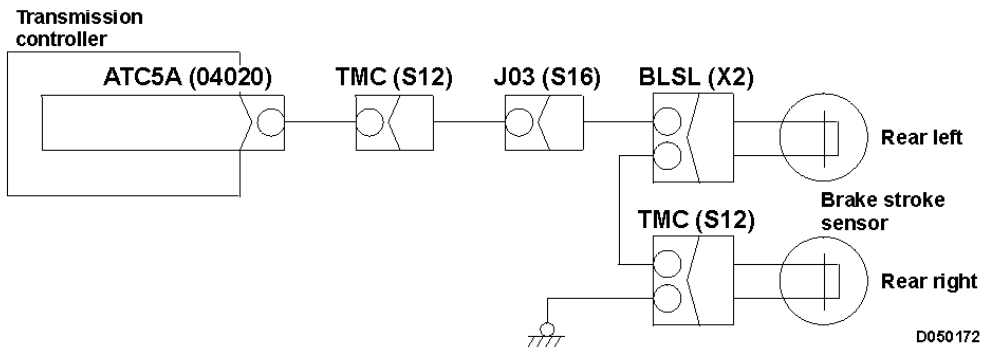 Transmission
controller
ATC5A (04020)
TMC (S12)
J03 (S16)
BLSL (X2)
Rear left
Brake stroke
sensor
TMC (S12)
Rear right
D050172